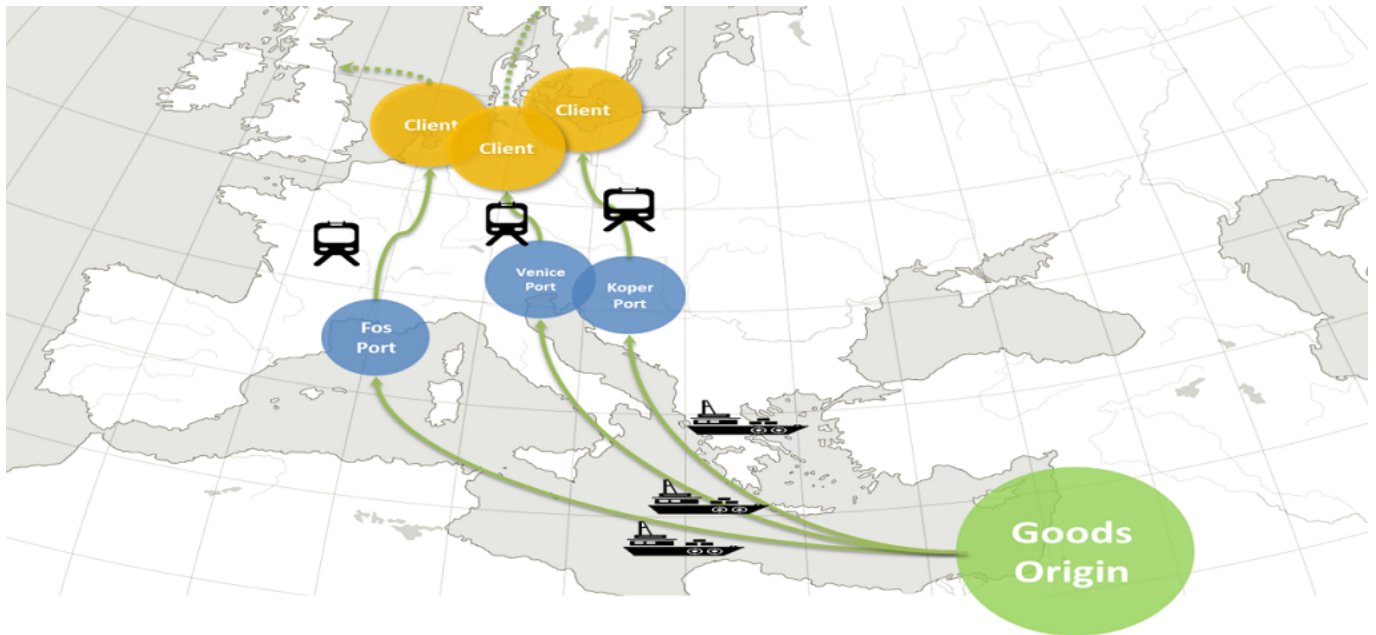 Client
Client
Client
Venice
Port
Koper
Port
Fos
Port
Goods
Origin